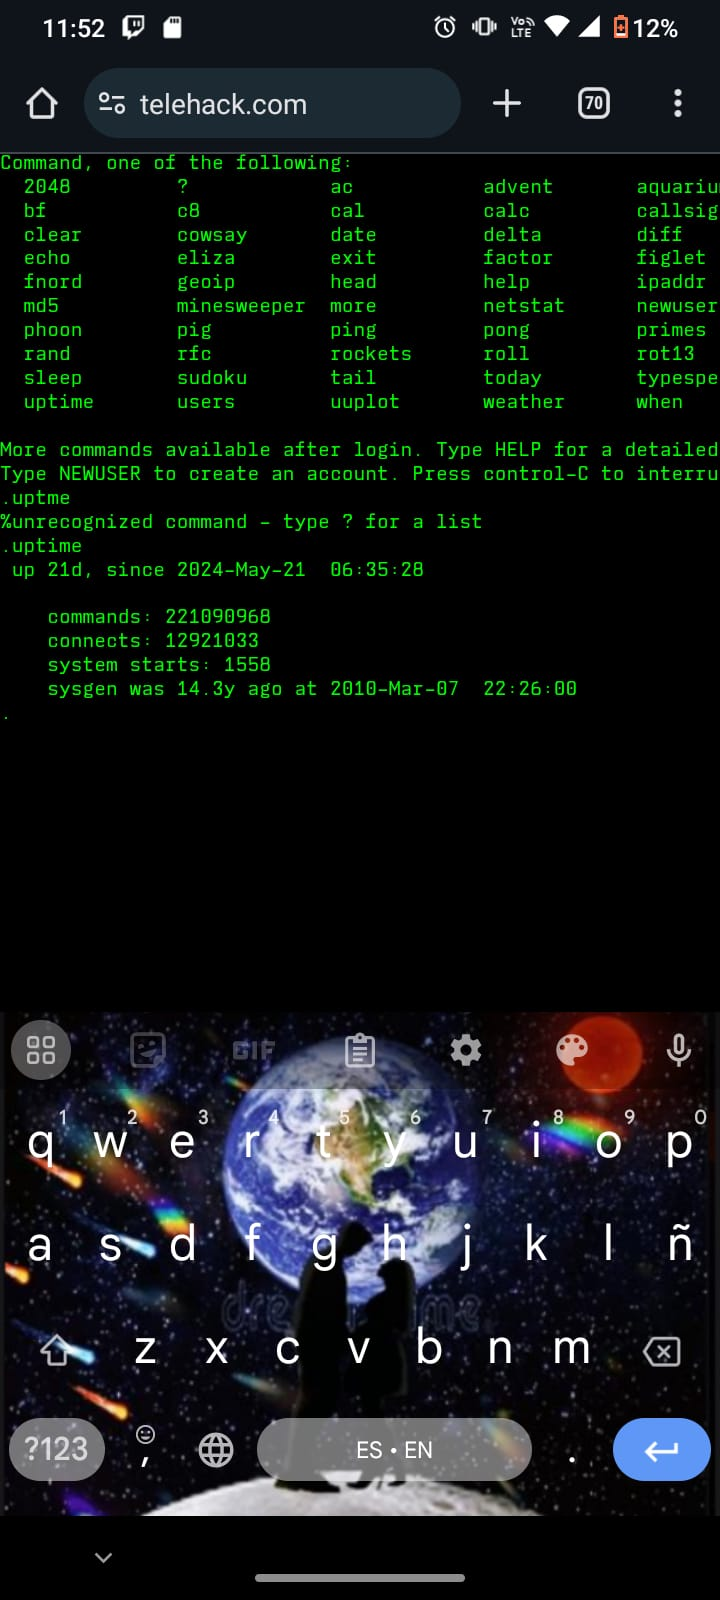 11:52 VoLTE 12%
telehack.com 70
Command, one of the following:
2048 ? ac advent aquariu
bf c8 cal calc callsig
clear cowsay date delta diff
echo eliza exit factor figlet
fnord geoip head help ipaddr
md5 minesweeper more netstat newuser
phoon pig ping pong primes
rand rfc rockets roll rot13
sleep sudoku tail today typespe
uptime users uuplot weather when
More commands available after login. Type HELP for a detailed
Type NEWUSER to create an account. Press control-C to interru
.uptme
%unrecognized command - type ? for a list
.uptime
up 21d, since 2024-May-21 06:35:28
commands: 221090968
connects: 12921033
system starts: 1558
sysgen was 14.3y ago at 2010-Mar-07 22:26:00
.
GIF
1 2 3 4 5 6 7 8 9 0
q w e r t y u i o p
a s d f g h j k l ñ
z x c v b n m
?123 , ES • EN .